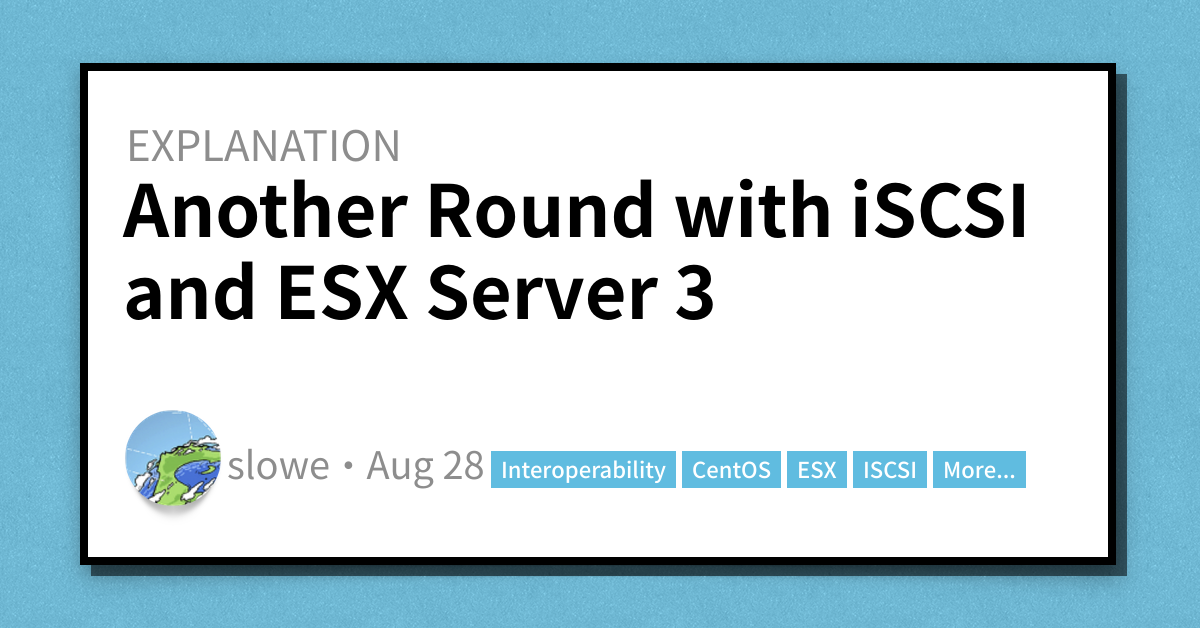 EXPLANATION
Another Round with iSCSI
and ESX Server 3
slowe • Aug 28 Interoperability CentOS ESX ISCSI More...